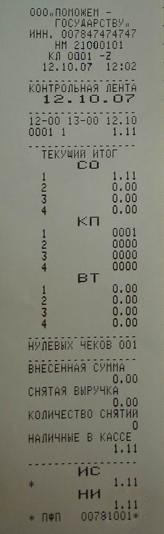 ООО„ПОМОЖЕМ -
ГОСУДАРСТВУ"
ИНН. 007847474747
НМ 21000101
КЛ 0001 -Z
12.10.07 12:02
КОНТРОЛЬНАЯ ЛЕНТА
12.10.07
12-00 13-00 12.10
0001 1 1.11
ТЕКУЩИЙ ИТОГ
СО
1 1.11
2 0.00
3 0.00
4 0.00
КП
1 0001
2 0000
3 0000
4 0000
ВТ
1 0.00
2 0.00
3 0.00
4 0.00
НУЛЕВЫХ ЧЕКОВ 001
ВНЕСЕННАЯ СУММА
0.00
СНЯТАЯ ВЫРУЧКА
0.00
КОЛИЧЕСТВО СНЯТИЙ
0
НАЛИЧНЫЕ В КАССЕ
1.11
ИС
* 1.11
НИ
1.11
* ПФП 00781001*